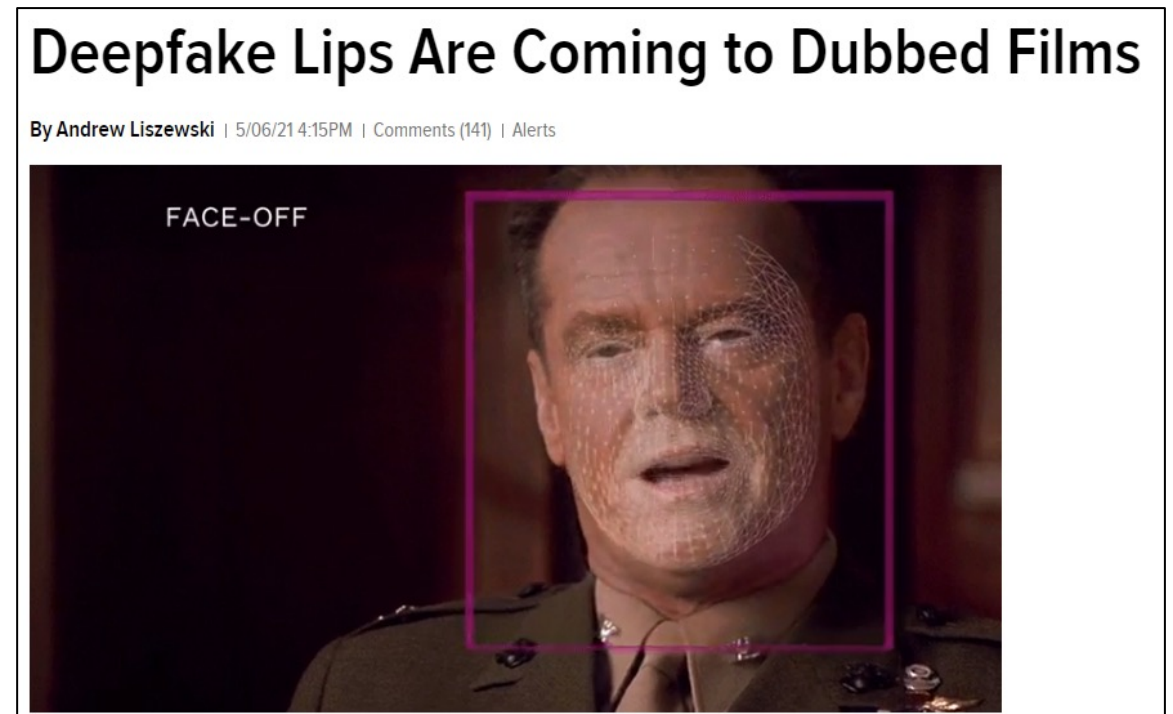 Deepfake Lips Are Coming to Dubbed Films
By Andrew Liszewski | 5/06/21 4:15PM | Comments (141) | Alerts
FACE-OFF